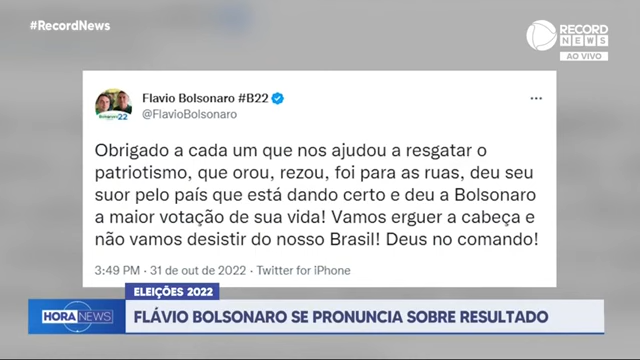 #RecordNews
RECORD
NEWS
AO VIVO
Flavio Bolsonaro #B22
@FlavioBolsonaro
Obrigado a cada um que nos ajudou a resgatar o
patriotismo, que orou, rezou, foi para as ruas, deu seu
suor pelo país que está dando certo e deu a Bolsonaro
a maior votação de sua vida! Vamos erguer a cabeça e
não vamos desistir do nosso Brasil! Deus no comando!
3:49 PM · 31 de out de 2022 · Twitter for iPhone
ELEIÇÕES 2022
HORA NEWS
FLÁVIO BOLSONARO SE PRONUNCIA SOBRE RESULTADO